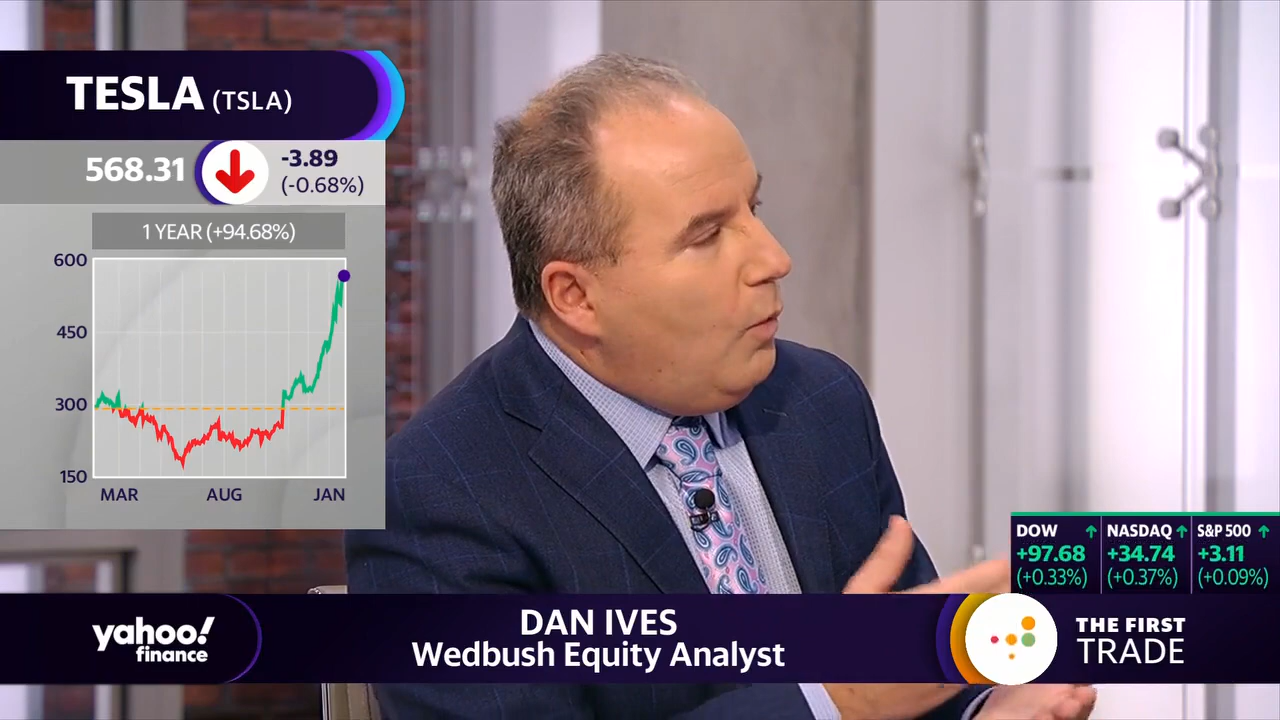 TESLA (TSLA)
568.31
-3.89
(-0.68%)
1 YEAR (+94.68%)
600
450
300
150
MAR AUG JAN
DOW
+97.68
(+0.33%)
NASDAQ
+34.74
(+0.37%)
S&P 500
+3.11
(+0.09%)
yahoo!
finance
DAN IVES
Wedbush Equity Analyst
THE FIRST
TRADE